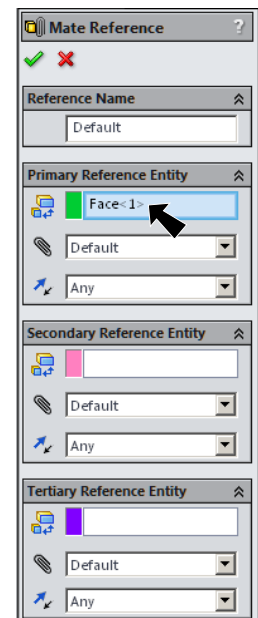 Mate Reference ?
Reference Name
Default
Primary Reference Entity
Face<1>
Default
Any
Secondary Reference Entity
Default
Any
Tertiary Reference Entity
Default
Any